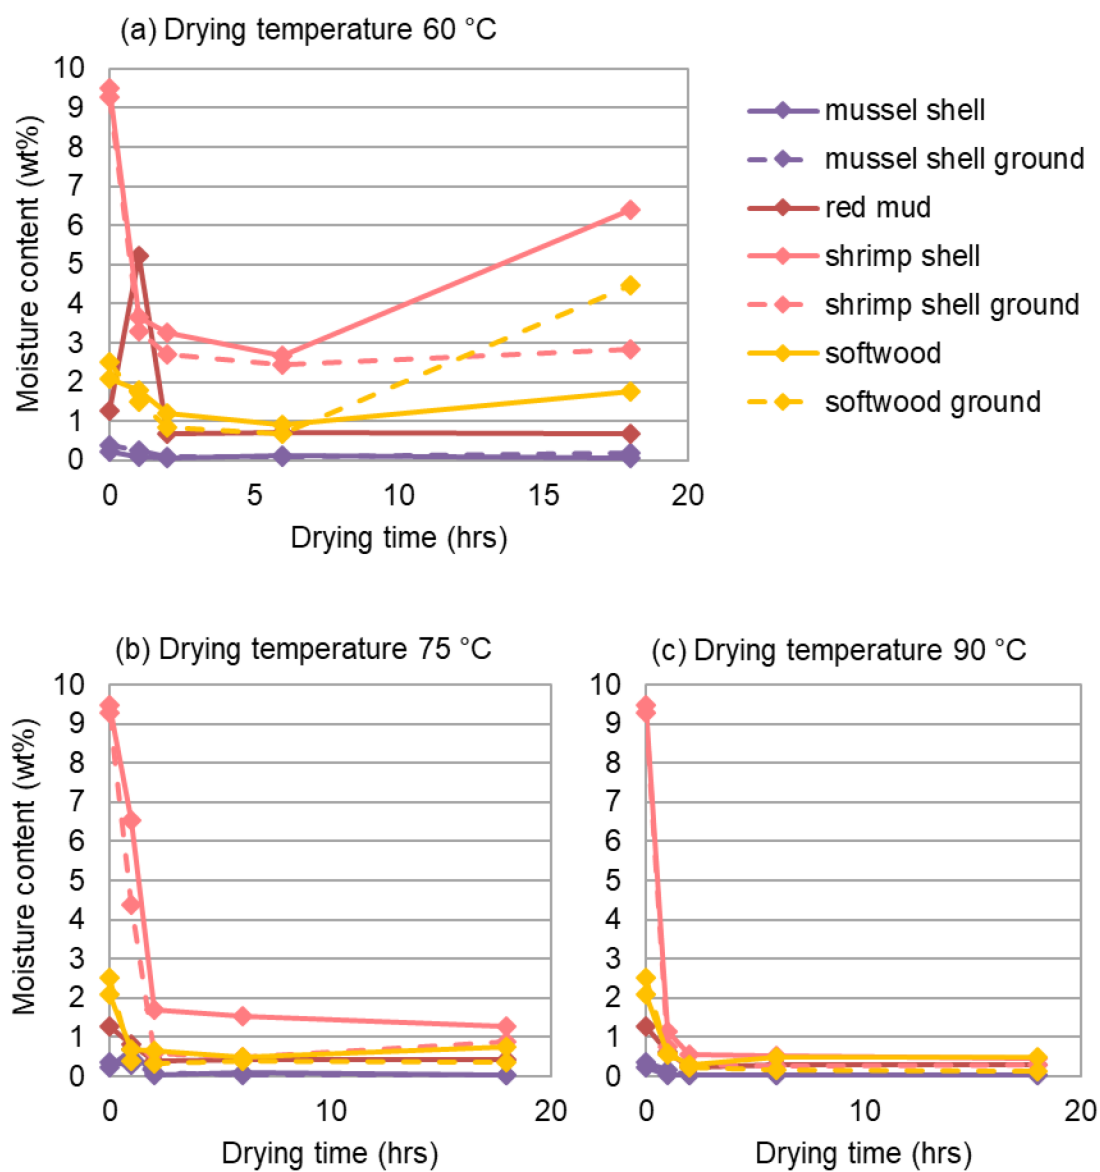 (a) Drying temperature 60 °C
10
9
8
7
6
5
4
3
2
1
0
Moisture content (wt%)
0 5 10 15 20
Drying time (hrs)
mussel shell
mussel shell ground
red mud
shrimp shell
shrimp shell ground
softwood
softwood ground
(b) Drying temperature 75 °C
10
9
8
7
6
5
4
3
2
1
0
Moisture content (wt%)
0 10 20
Drying time (hrs)
(c) Drying temperature 90 °C
10
9
8
7
6
5
4
3
2
1
0
0 10 20
Drying time (hrs)